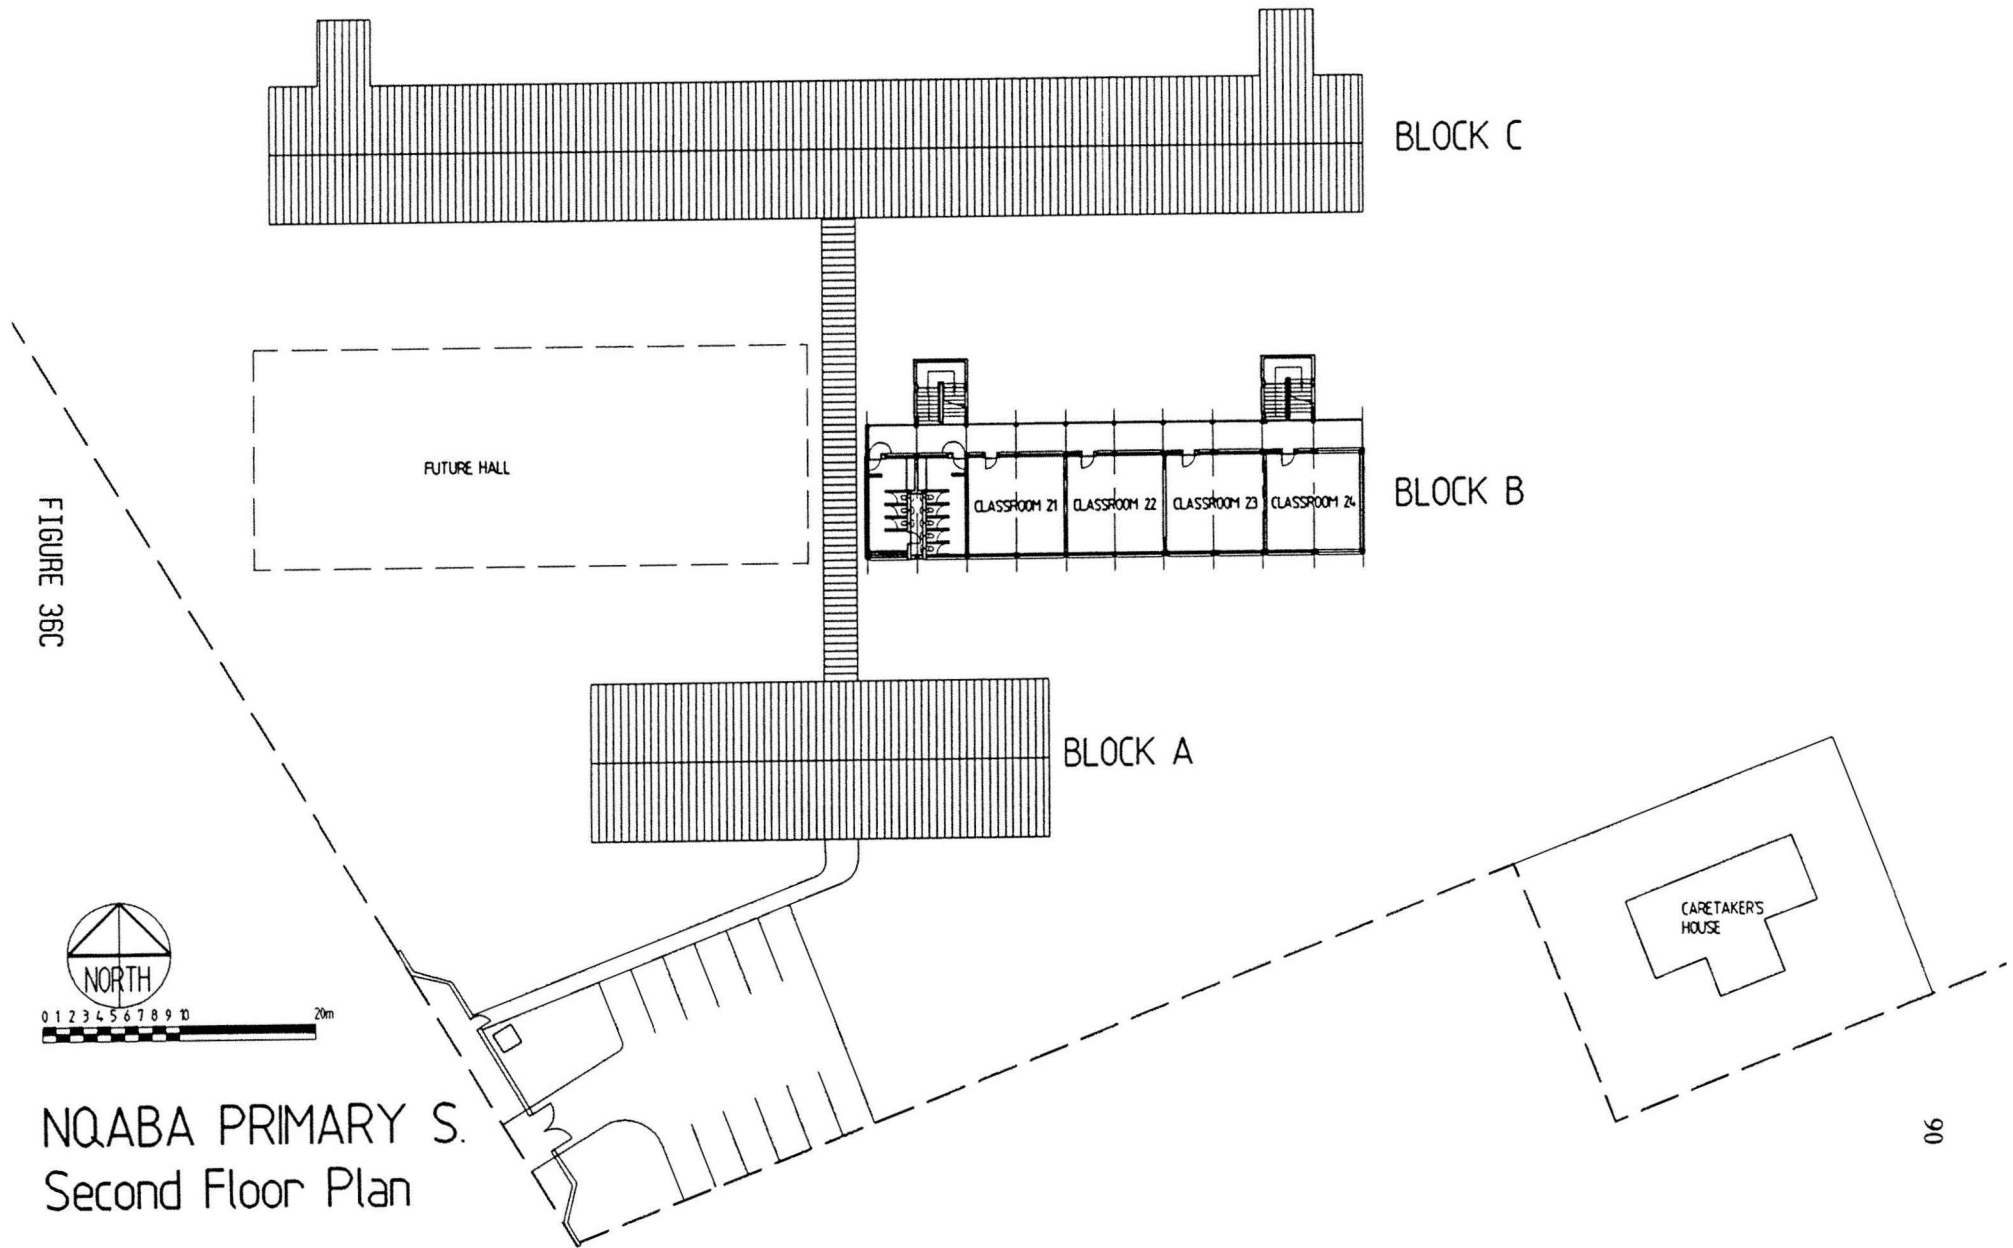 BLOCK C
FUTURE HALL
CLASSROOM 21
CLASSROOM 22
CLASSROOM 23
CLASSROOM 24
BLOCK B
FIGURE 36C
BLOCK A
CARETAKER'S
HOUSE
NORTH
0 1 2 3 4 5 6 7 8 9 10 20m
NQABA PRIMARY S.
Second Floor Plan
90